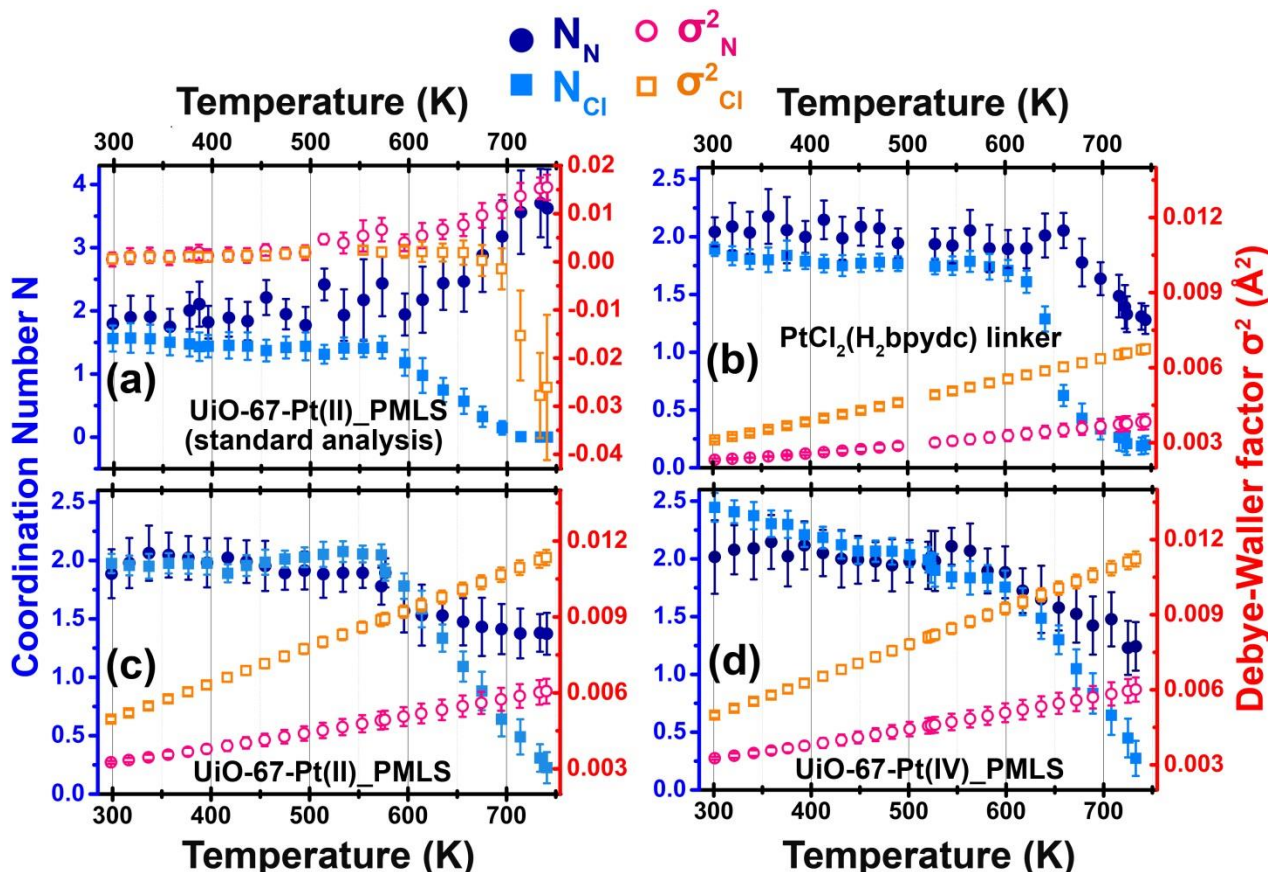 N_N σ²_N
N_Cl σ²_Cl
Temperature (K) Temperature (K)
300 400 500 600 700 300 400 500 600 700
4 3 2 1 0
0.02 0.01 0.00 -0.01 -0.02 -0.03 -0.04
(a)
UiO-67-Pt(II)_PMLS
(standard analysis)
2.5 2.0 1.5 1.0 0.5 0.0
0.012 0.009 0.006 0.003
(b)
PtCl₂(H₂bpydc) linker
Coordination Number N
Debye-Waller factor σ² (Å²)
2.5 2.0 1.5 1.0 0.5 0.0
0.012 0.009 0.006 0.003
(c)
UiO-67-Pt(II)_PMLS
2.5 2.0 1.5 1.0 0.5 0.0
0.012 0.009 0.006 0.003
(d)
UiO-67-Pt(IV)_PMLS
300 400 500 600 700 300 400 500 600 700
Temperature (K) Temperature (K)